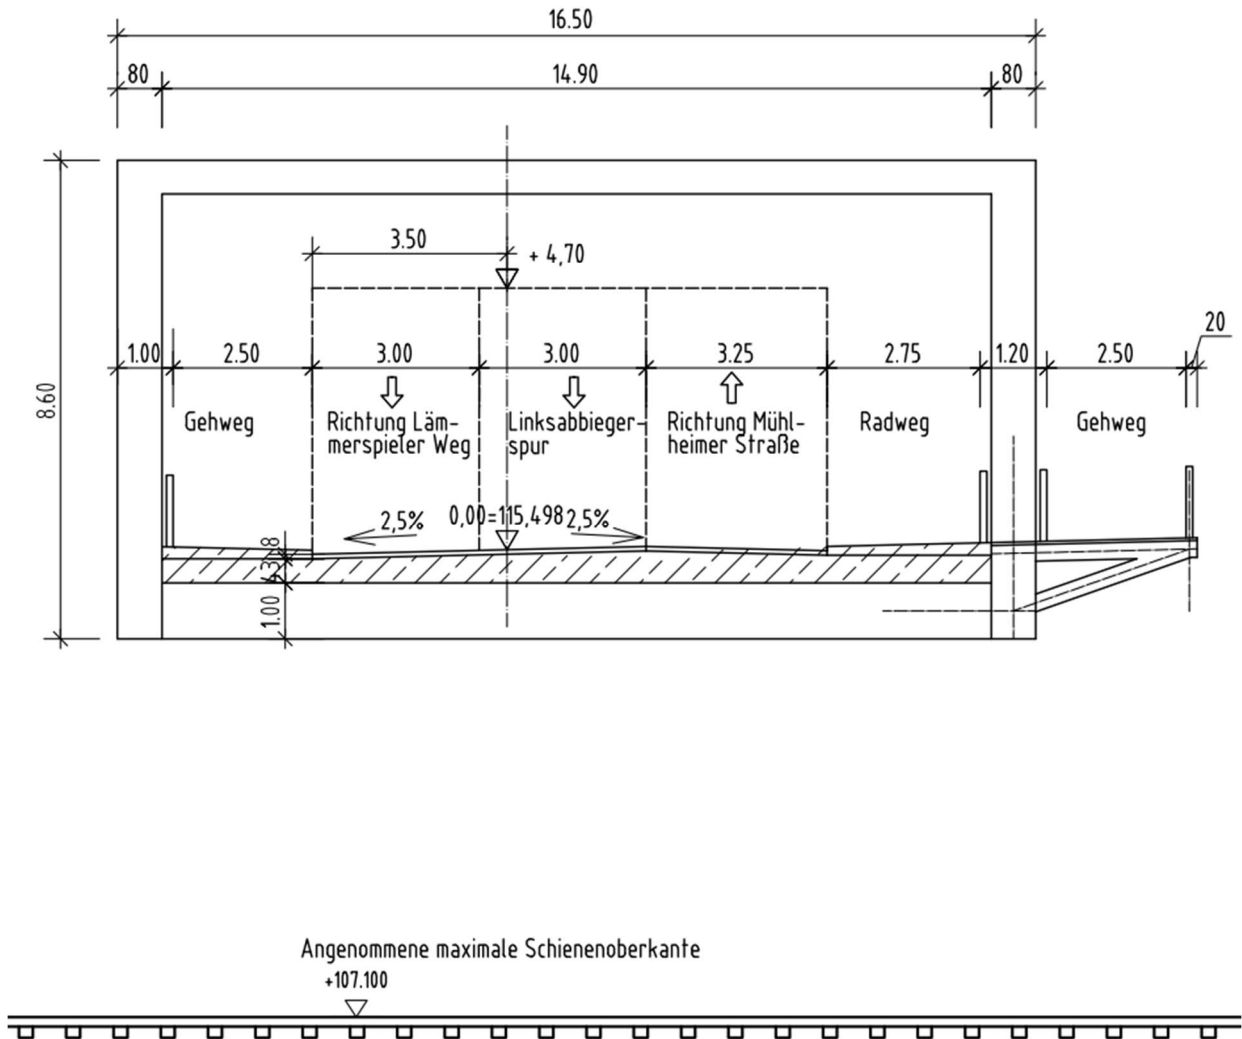 16.50
80
14.90
80
3.50
+ 4,70
20
1.00
2.50
3.00
3.00
3.25
2.75
1.20
2.50
8.60
Gehweg
Richtung Läm-
merspieler Weg
Linksabbieger-
spur
Richtung Mühl-
heimer Straße
Radweg
Gehweg
2,5%
0,00=115,498
2,5%
8
43
1.00
Angenommene maximale Schienenoberkante
+107.100